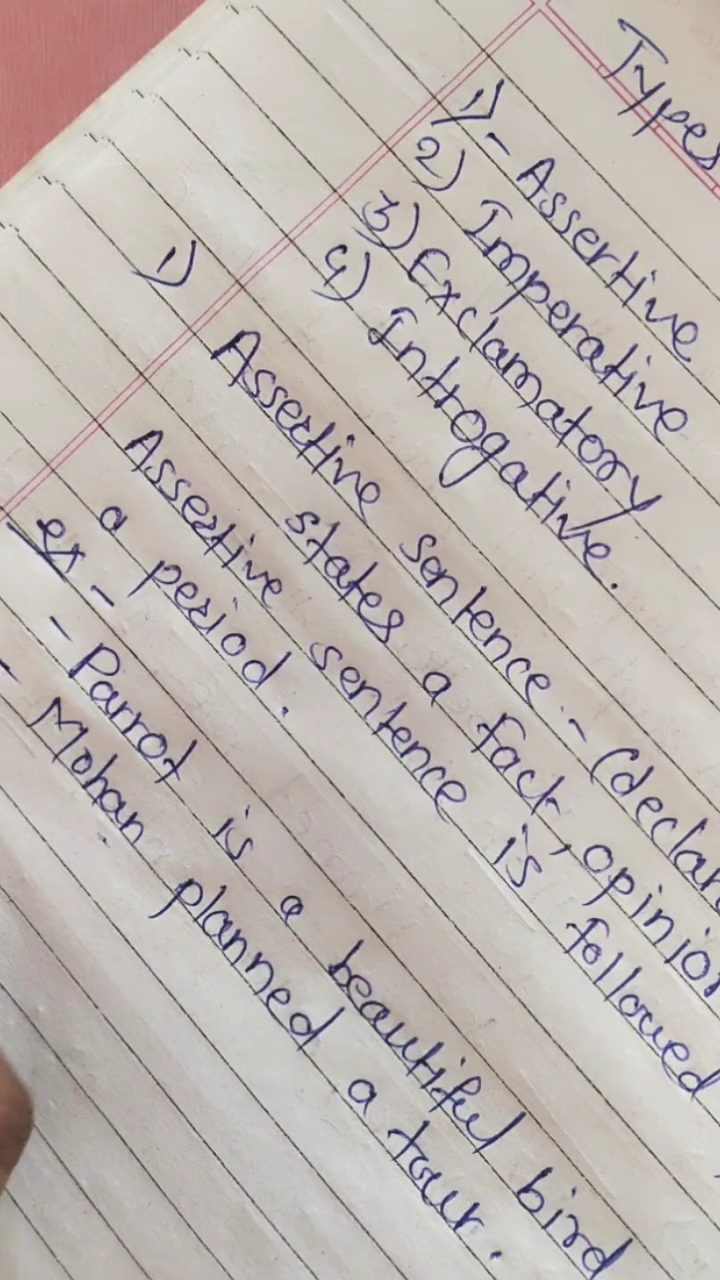 Types
1) - Assertive
2) Imperative
3) Exclamatory
4) Introgative.
1) Assertive sentence :- (declar
states a fact, opinion
Assertive sentence is followed
a period.
ex -
- Parrot is a beautiful bird
- Mohan planned a tour.